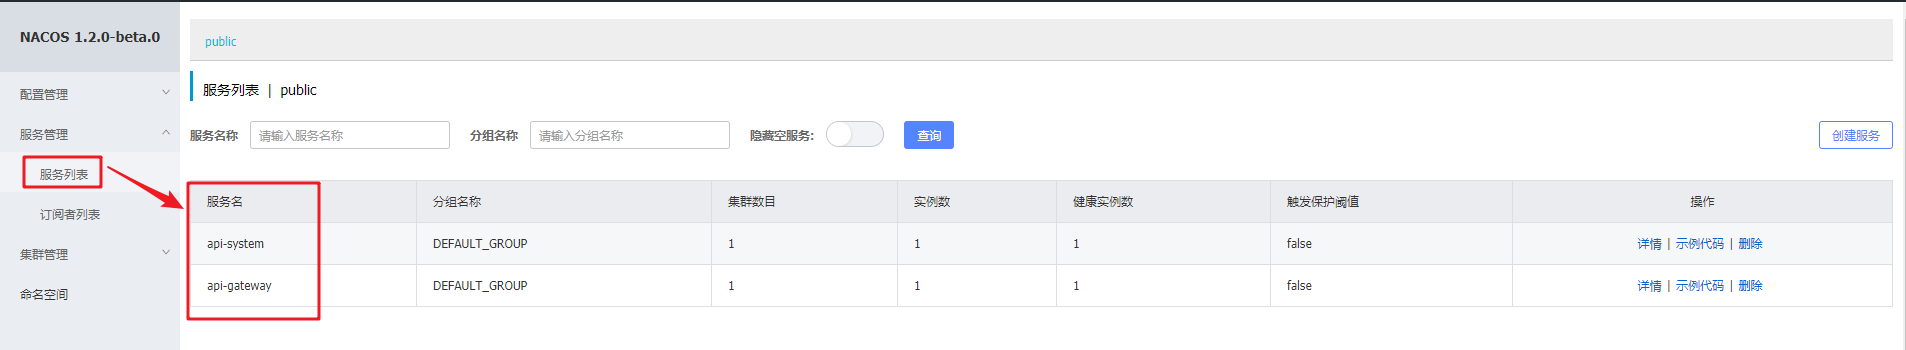 NACOS 1.2.0-beta.0
配置管理
服务管理
服务列表
订阅者列表
集群管理
命名空间
public
服务列表 | public
服务名称 请输入服务名称 分组名称 请输入分组名称 隐藏空服务: 查询 创建服务
服务名 分组名称 集群数目 实例数 健康实例数 触发保护阈值 操作
api-system DEFAULT_GROUP 1 1 1 false 详情 | 示例代码 | 删除
api-gateway DEFAULT_GROUP 1 1 1 false 详情 | 示例代码 | 删除